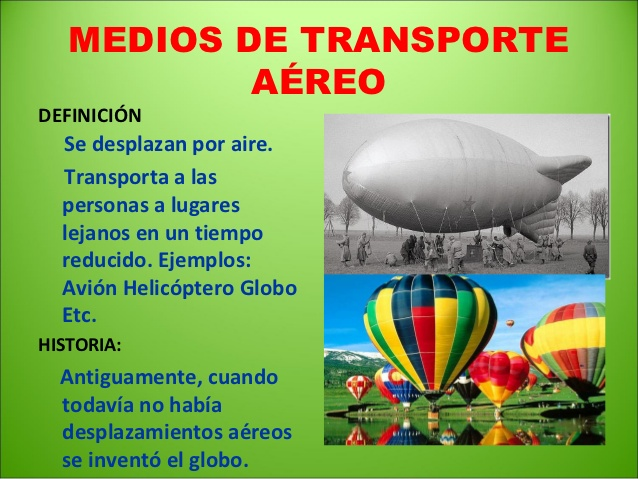 MEDIOS DE TRANSPORTE
AÉREO
DEFINICIÓN
Se desplazan por aire.
Transporta a las
personas a lugares
lejanos en un tiempo
reducido. Ejemplos:
Avión Helicóptero Globo
Etc.
HISTORIA:
Antiguamente, cuando
todavía no había
desplazamientos aéreos
se inventó el globo.